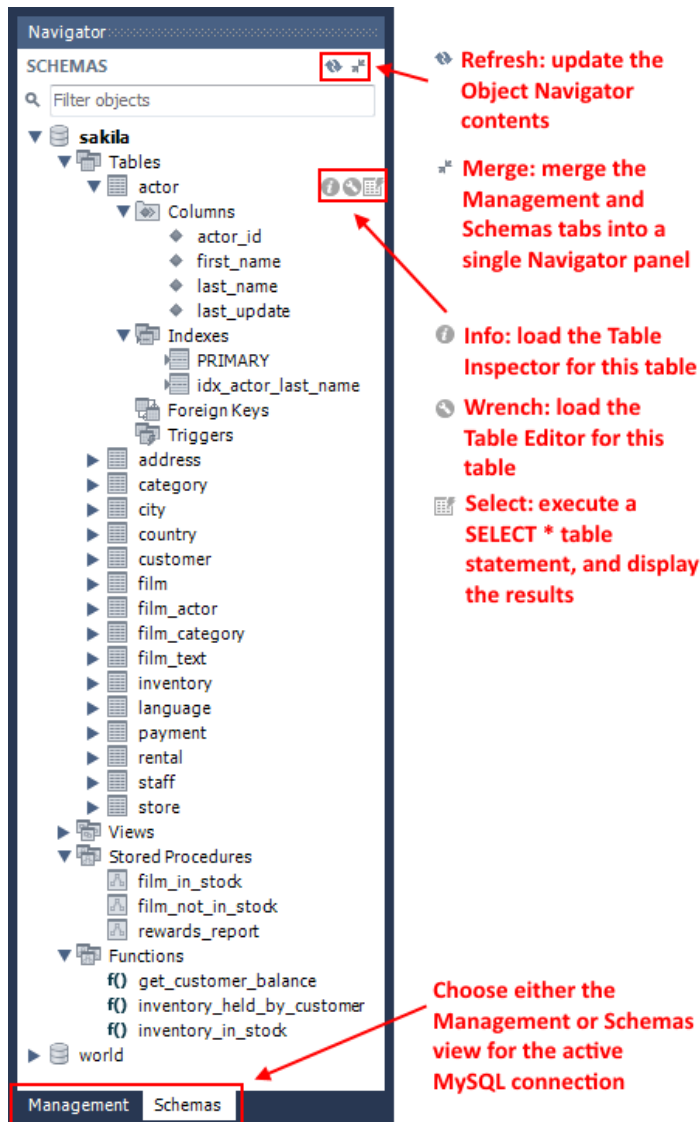 Navigator
SCHEMAS
Filter objects
sakila
Tables
actor
Columns
actor_id
first_name
last_name
last_update
Indexes
PRIMARY
idx_actor_last_name
Foreign Keys
Triggers
address
category
city
country
customer
film
film_actor
film_category
film_text
inventory
language
payment
rental
staff
store
Views
Stored Procedures
film_in_stock
film_not_in_stock
rewards_report
Functions
f() get_customer_balance
f() inventory_held_by_customer
f() inventory_in_stock
world
Management Schemas
Refresh: update the
Object Navigator
contents
Merge: merge the
Management and
Schemas tabs into a
single Navigator panel
Info: load the Table
Inspector for this table
Wrench: load the
Table Editor for this
table
Select: execute a
SELECT * table
statement, and display
the results
Choose either the
Management or Schemas
view for the active
MySQL connection